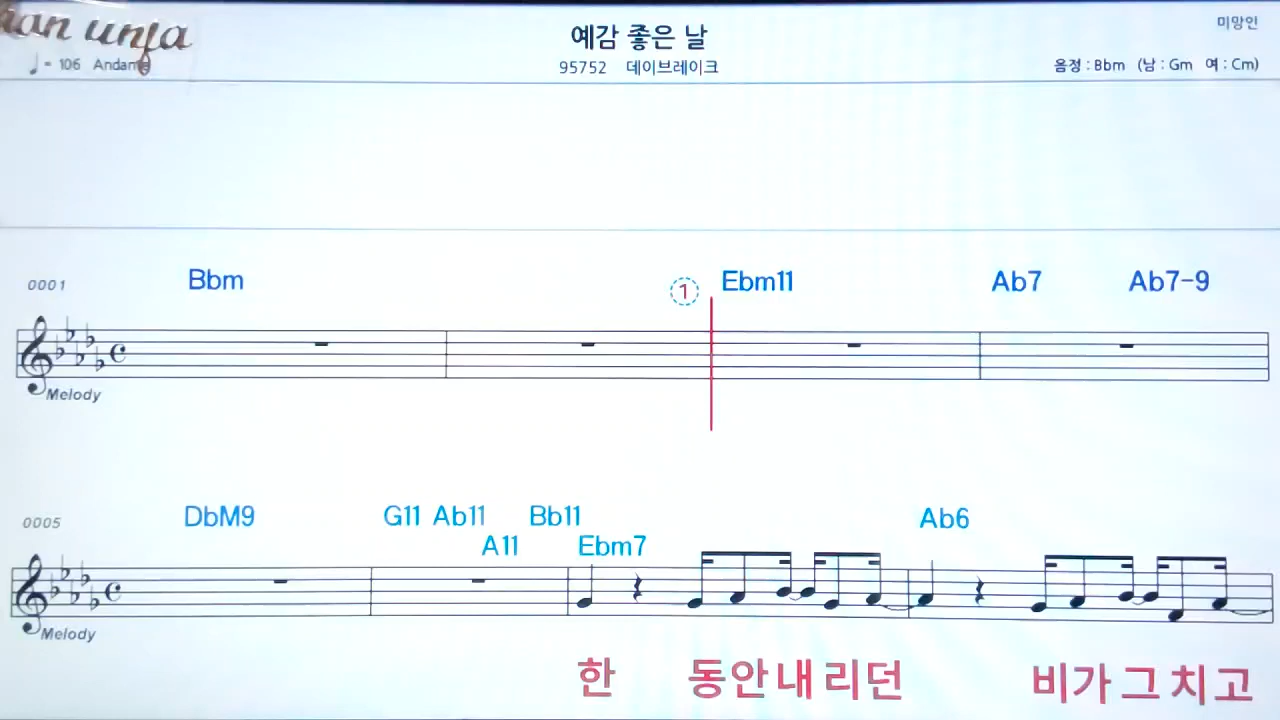 unfa
예감 좋은 날
미망인
♩= 106 Andante
95752 데이브레이크
음정 : Bbm (남 : Gm 여 : Cm)
0001 Bbm ① Ebm11 Ab7 Ab7-9
Melody
0005 DbM9 G11 Ab11 Bb11 Ab6
A11 Ebm7
Melody
한 동안내리던 비가그치고